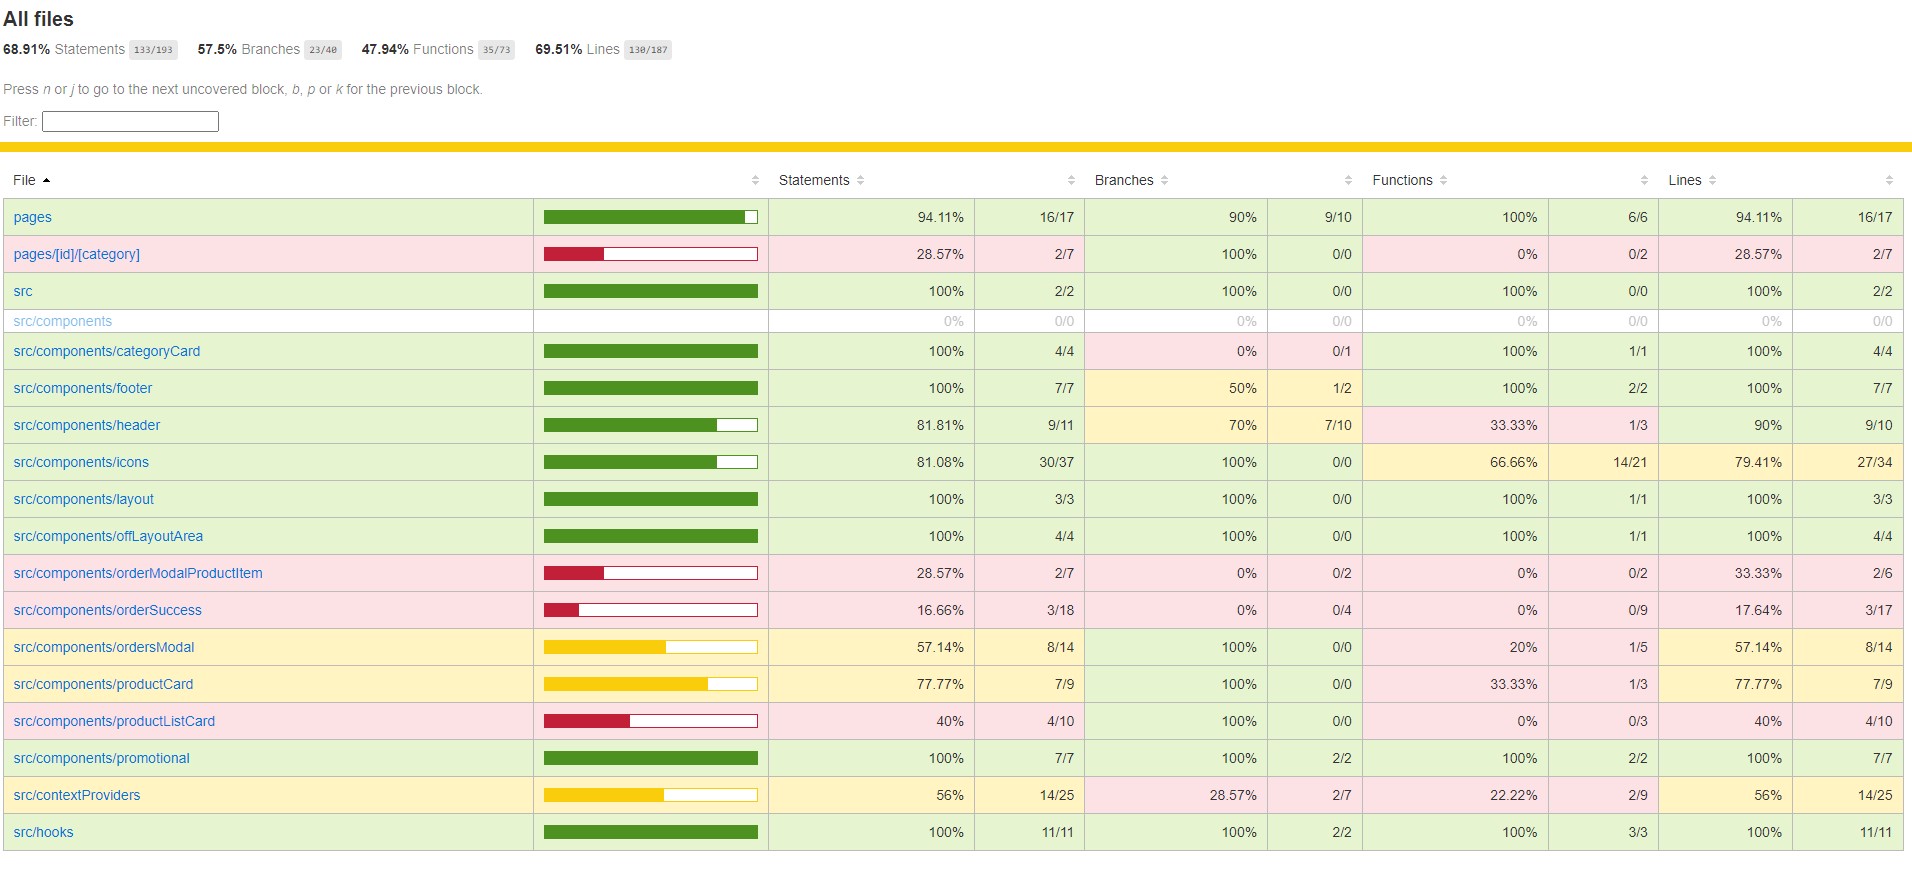 All files
68.91% Statements 133/193 57.5% Branches 23/40 47.94% Functions 35/73 69.51% Lines 130/187
Press n or j to go to the next uncovered block, b, p or k for the previous block.
Filter:
File Statements Branches Functions Lines
pages 94.11% 16/17 90% 9/10 100% 6/6 94.11% 16/17
pages/[id]/[category] 28.57% 2/7 100% 0/0 0% 0/2 28.57% 2/7
src 100% 2/2 100% 0/0 100% 0/0 100% 2/2
src/components 0% 0/0 0% 0/0 0% 0/0 0% 0/0
src/components/categoryCard 100% 4/4 0% 0/1 100% 1/1 100% 4/4
src/components/footer 100% 7/7 50% 1/2 100% 2/2 100% 7/7
src/components/header 81.81% 9/11 70% 7/10 33.33% 1/3 90% 9/10
src/components/icons 81.08% 30/37 100% 0/0 66.66% 14/21 79.41% 27/34
src/components/layout 100% 3/3 100% 0/0 100% 1/1 100% 3/3
src/components/offLayoutArea 100% 4/4 100% 0/0 100% 1/1 100% 4/4
src/components/orderModalProductItem 28.57% 2/7 0% 0/2 0% 0/2 33.33% 2/6
src/components/orderSuccess 16.66% 3/18 0% 0/4 0% 0/9 17.64% 3/17
src/components/ordersModal 57.14% 8/14 100% 0/0 20% 1/5 57.14% 8/14
src/components/productCard 77.77% 7/9 100% 0/0 33.33% 1/3 77.77% 7/9
src/components/productListCard 40% 4/10 100% 0/0 0% 0/3 40% 4/10
src/components/promotional 100% 7/7 100% 2/2 100% 2/2 100% 7/7
src/contextProviders 56% 14/25 28.57% 2/7 22.22% 2/9 56% 14/25
src/hooks 100% 11/11 100% 2/2 100% 3/3 100% 11/11